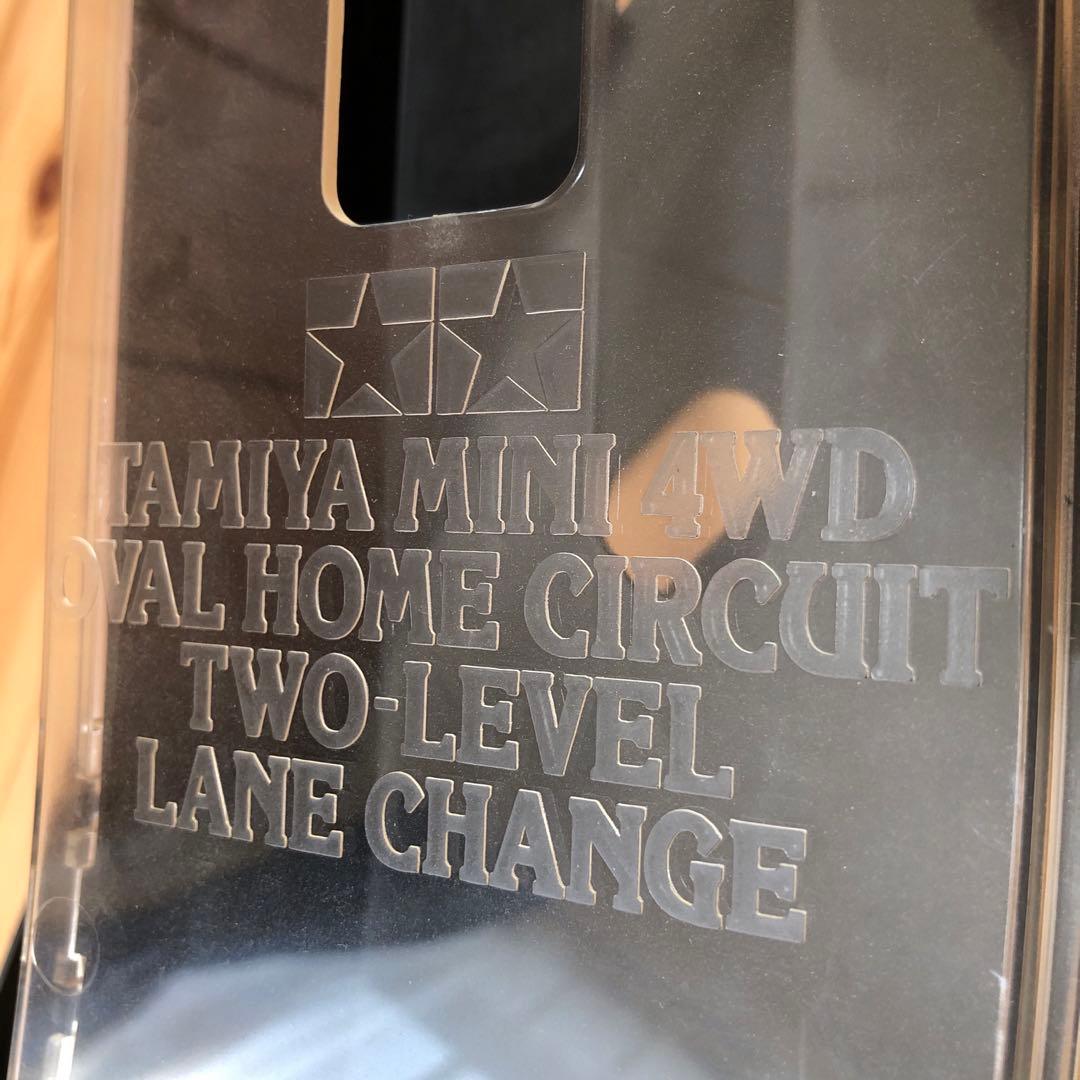 TAMIYA MINI 4WD
OVAL HOME CIRCUIT
TWO-LEVEL
LANE CHANGE
L